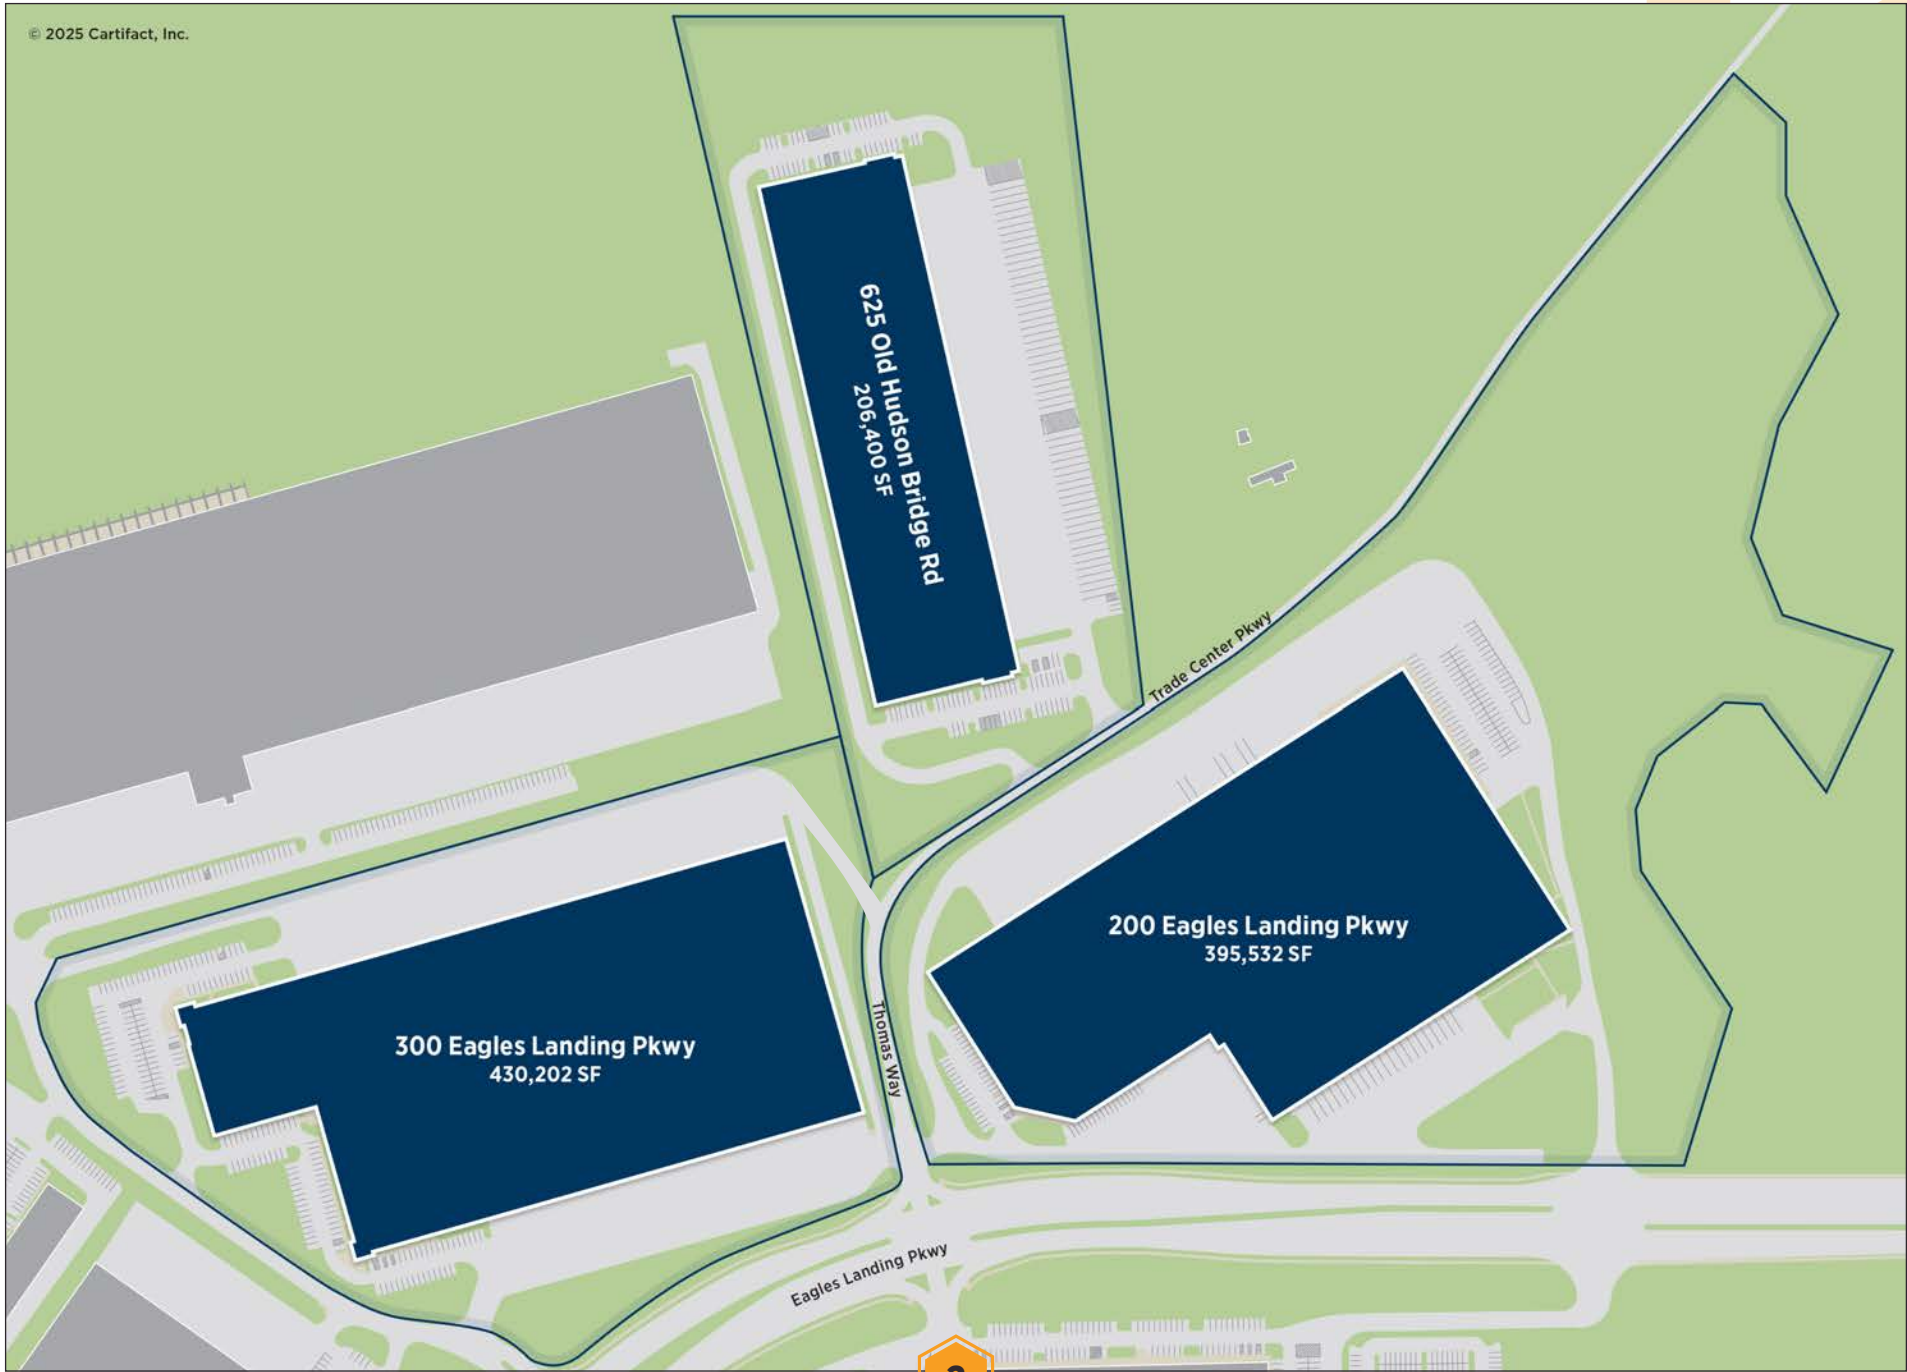 © 2025 Cartifact, Inc.
625 Old Hudson Bridge Rd
206,400 SF
Trade Center Pkwy
200 Eagles Landing Pkwy
395,532 SF
Thomas Way
300 Eagles Landing Pkwy
430,202 SF
Eagles Landing Pkwy